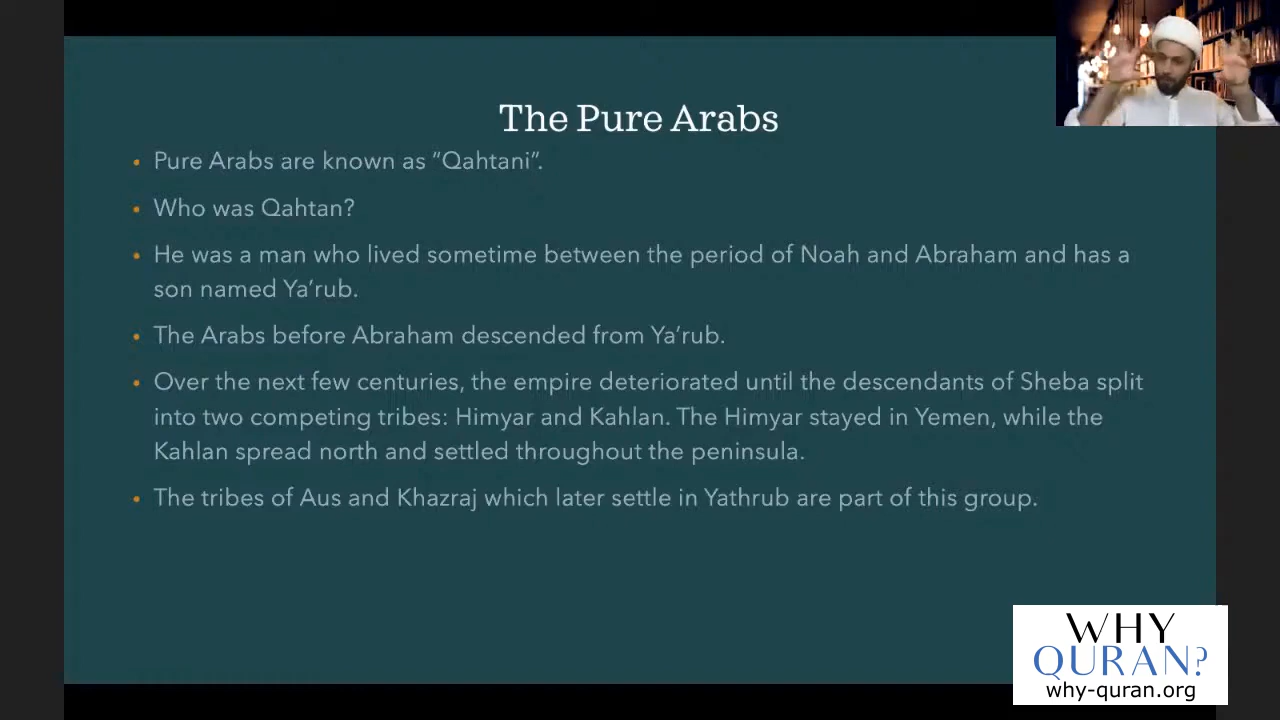 The Pure Arabs
• Pure Arabs are known as “Qahtani”.
• Who was Qahtan?
• He was a man who lived sometime between the period of Noah and Abraham and has a
son named Ya’rub.
• The Arabs before Abraham descended from Ya’rub.
• Over the next few centuries, the empire deteriorated until the descendants of Sheba split
into two competing tribes: Himyar and Kahlan. The Himyar stayed in Yemen, while the
Kahlan spread north and settled throughout the peninsula.
• The tribes of Aus and Khazraj which later settle in Yathrub are part of this group.
WHY
QURAN?
why-quran.org